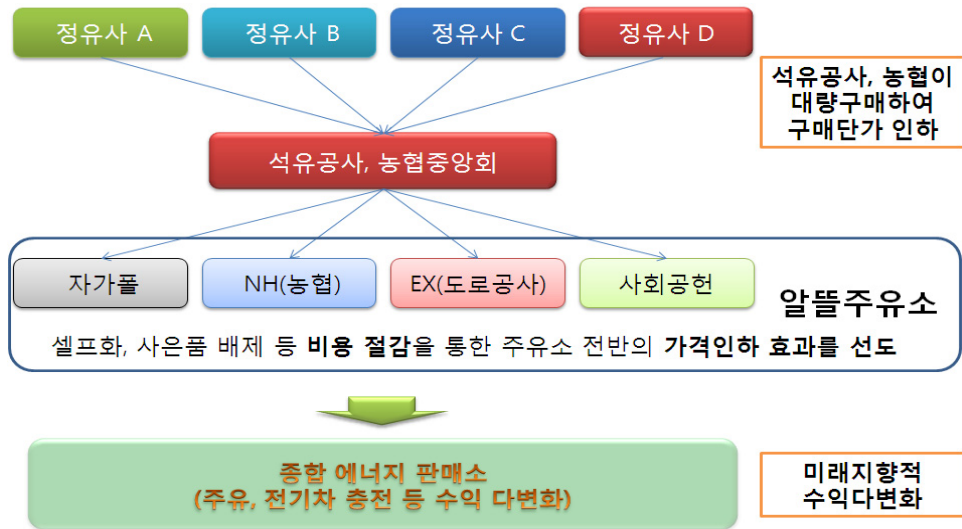 정유사 A
정유사 B
정유사 C
정유사 D
석유공사, 농협이
대량구매하여
구매단가 인하
석유공사, 농협중앙회
자가폴
NH(농협)
EX(도로공사)
사회공헌
알뜰주유소
셀프화, 사은품 배제 등 비용 절감을 통한 주유소 전반의 가격인하 효과를 선도
종합 에너지 판매소
(주유, 전기차 충전 등 수익 다변화)
미래지향적
수익다변화